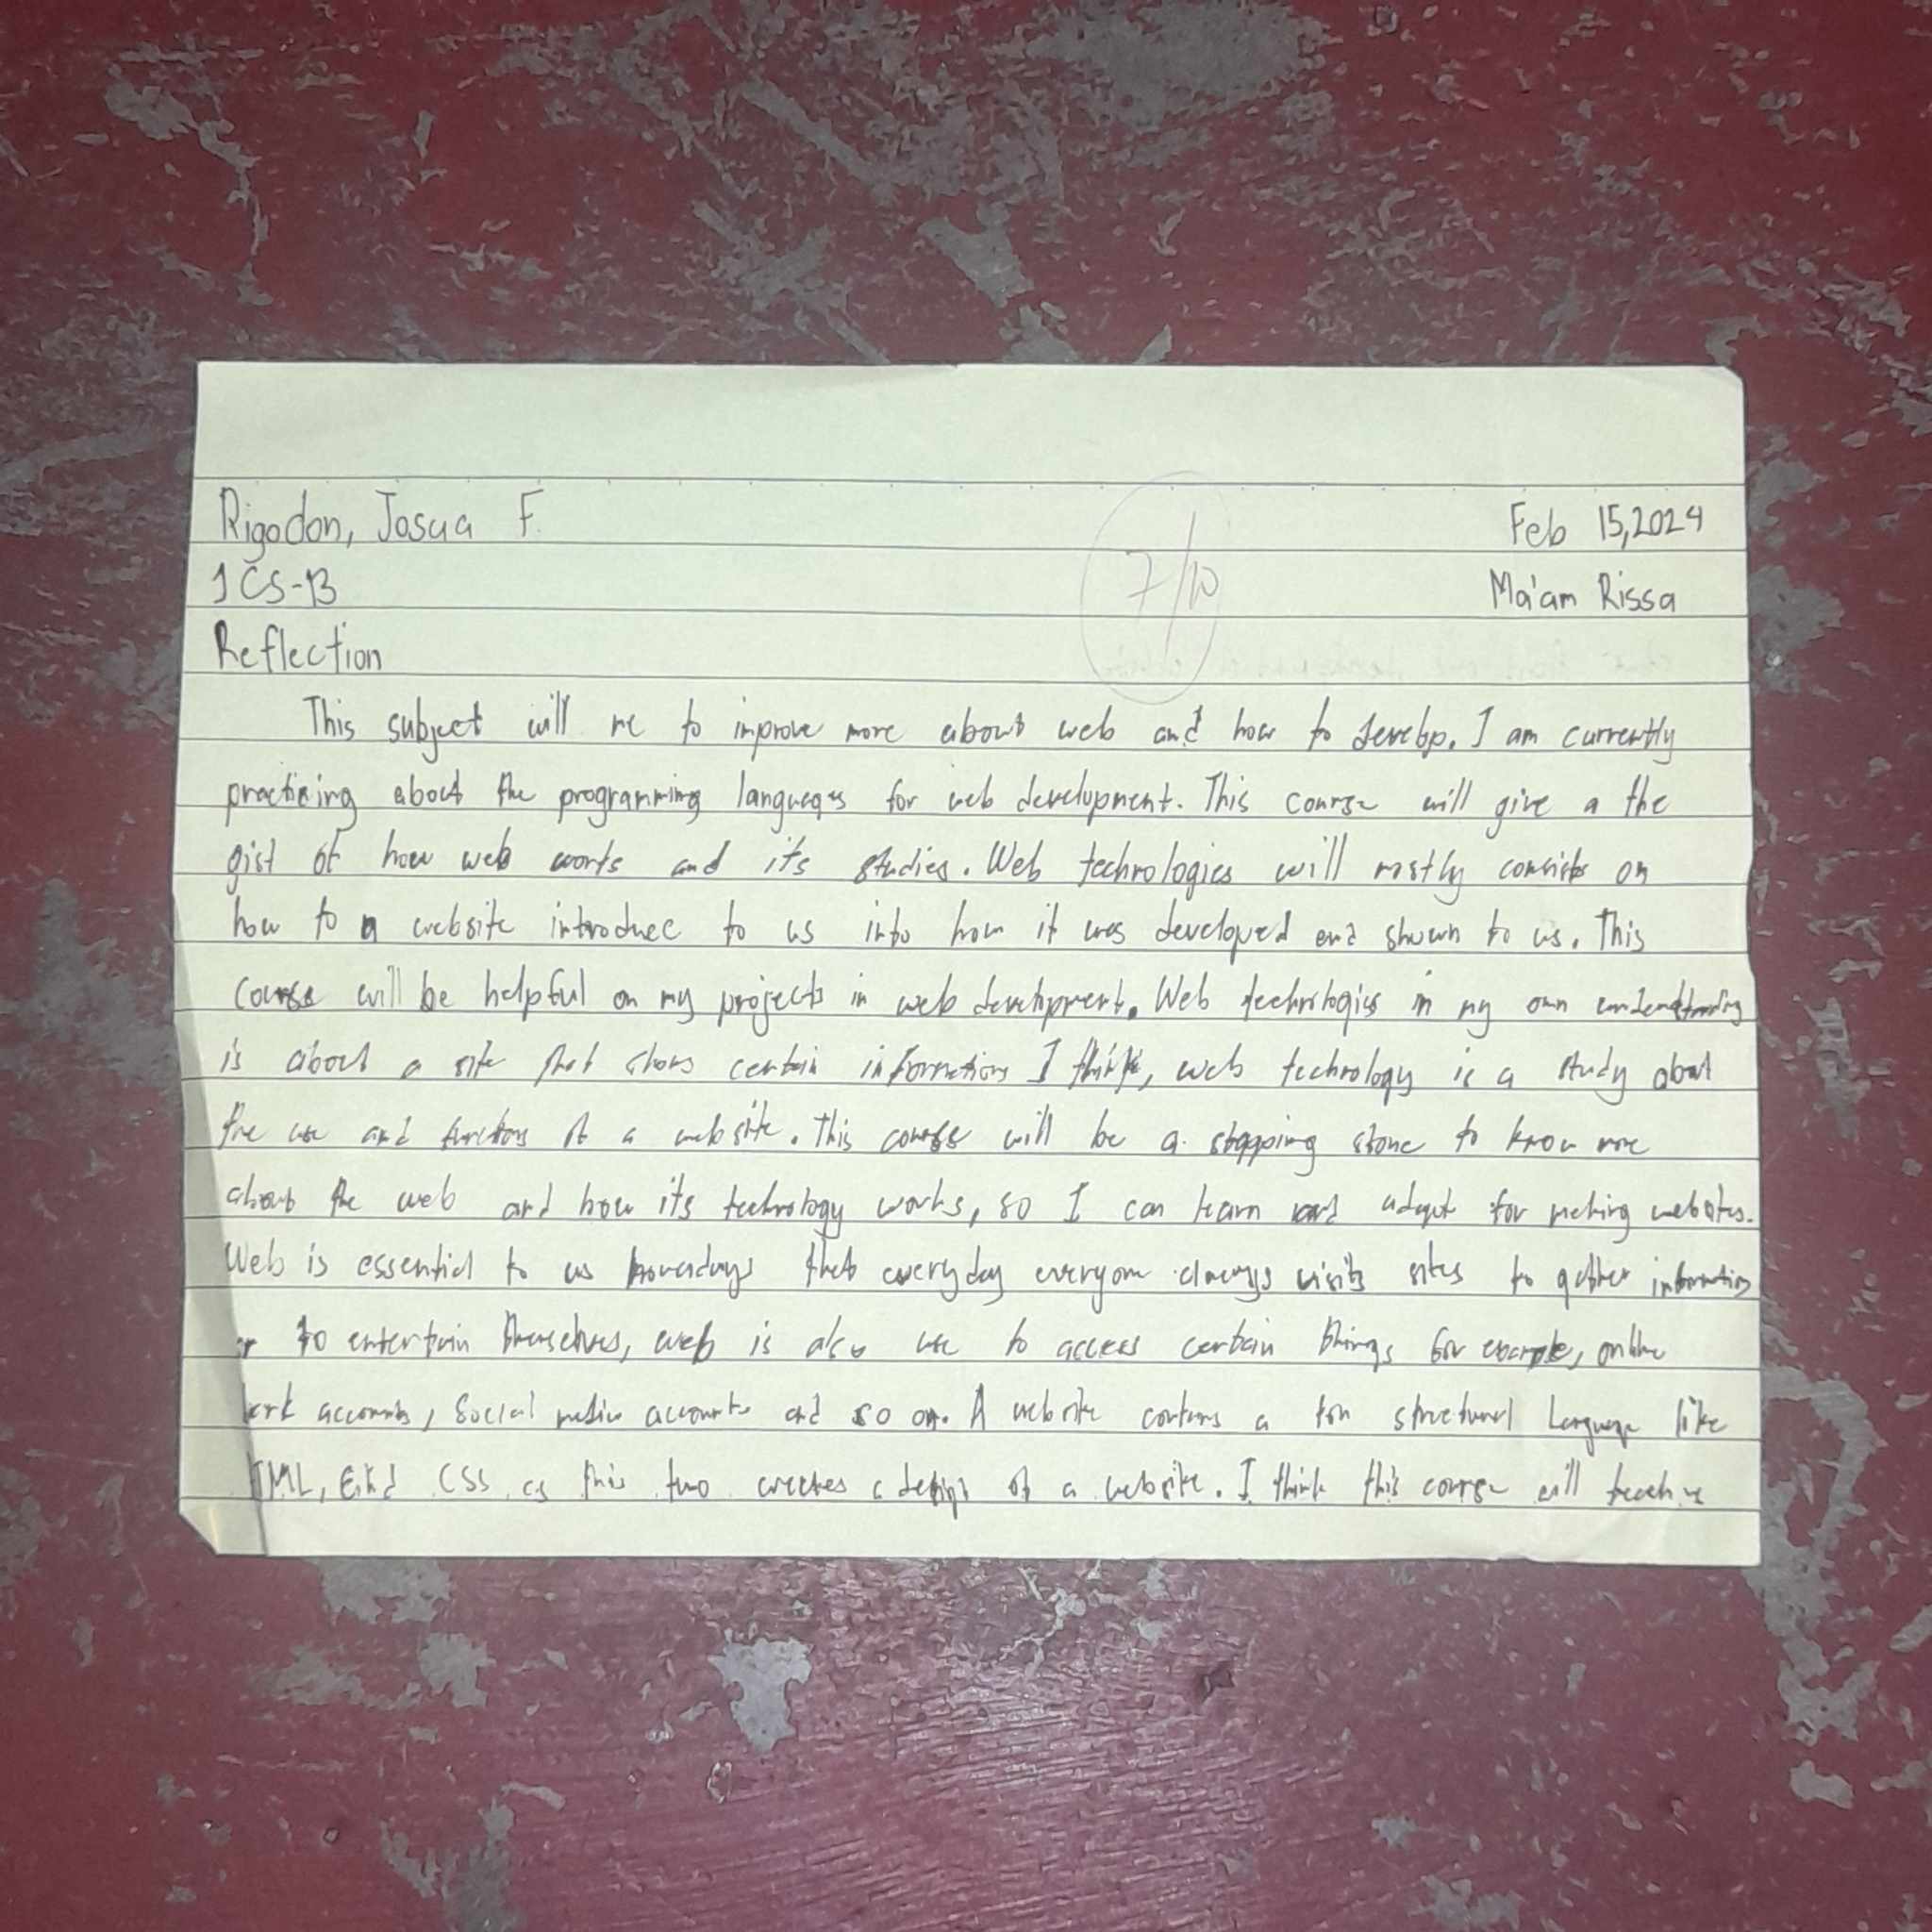 Rigodon, Josua F.
Feb 15, 2024
1 CS-B
7/10
Ma'am Rissa
Reflection
This subject will me to improve more about web and how to develop. I am currently
practicing about the programming languages for web development. This course will give a the
gist of how web works and it's studies. Web technologies will mostly consists on
how to a website introduce to us into how it was developed and shown to us. This
course will be helpful on my projects in web development. Web technologies in my own understanding
is about a site that shows certain informations I think, web technology is a study about
the use and functions of a website. This course will be a stepping stone to know more
about the web and how its technology works, so I can learn and adapt for making websites.
Web is essential to us nowadays that everyday everyone always visits sites to gather information
or to entertain themselves, web is also use to access certain things for example, online
accounts, social media accounts and so on. A website contains a structural Language like
TML, and CSS as this two creates a design of a website. I think this course will teach us